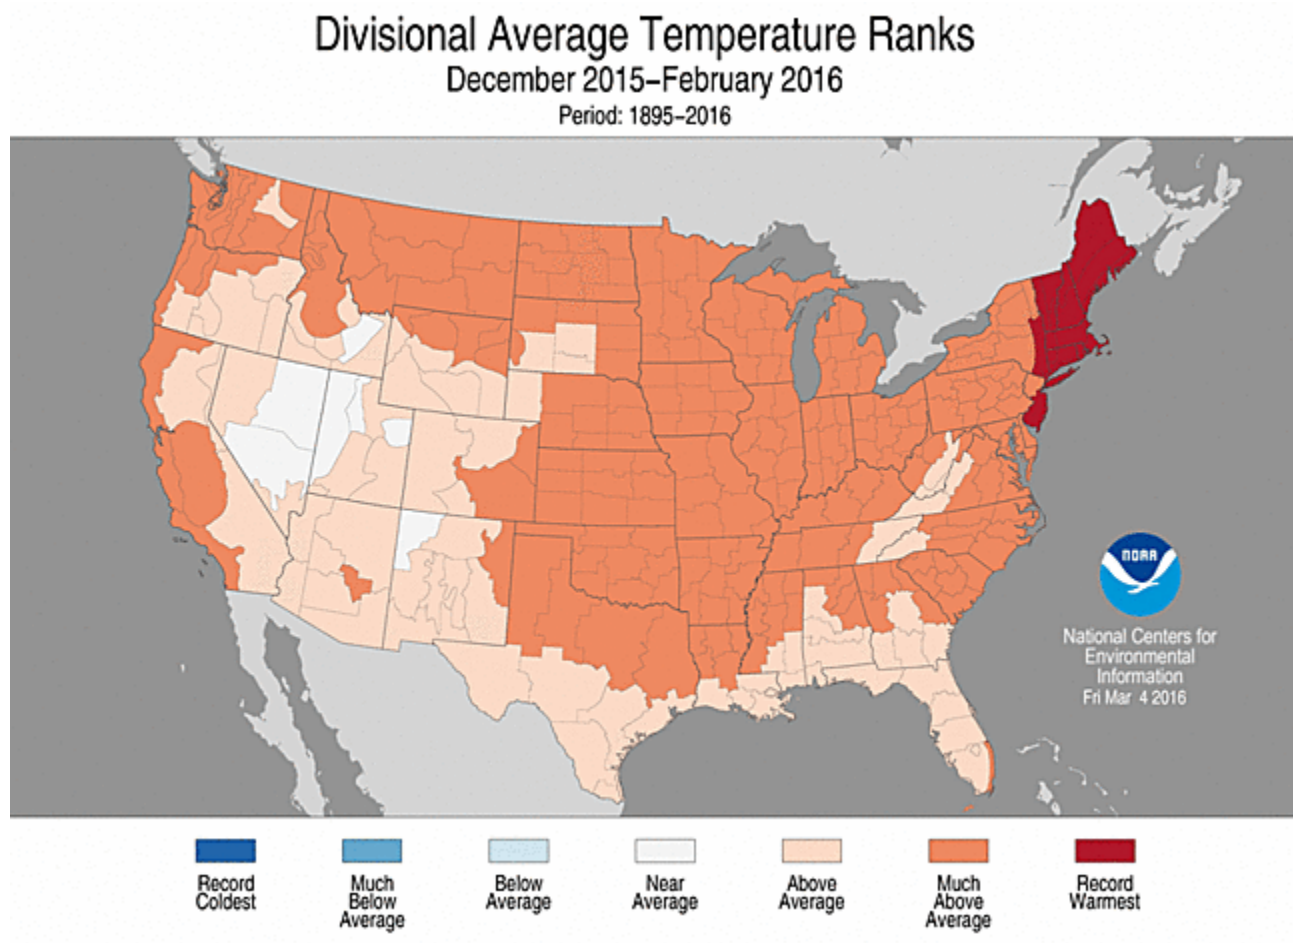 Divisional Average Temperature Ranks
December 2015–February 2016
Period: 1895–2016
NOAA
National Centers for
Environmental
Information
Fri Mar 4 2016
Record
Coldest
Much
Below
Average
Below
Average
Near
Average
Above
Average
Much
Above
Average
Record
Warmest